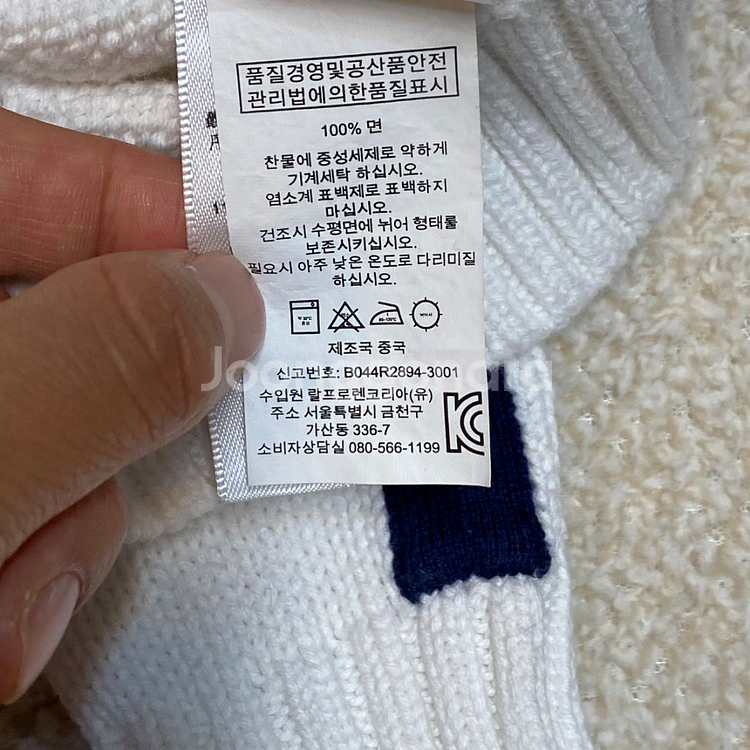 품질경영및공산품안전
관리법에의한품질표시
100% 면
찬물에 중성세제로 약하게
기계세탁 하십시오.
염소계 표백제로 표백하지
마십시오.
건조시 수평면에 뉘어 형태를
보존시키십시오.
필요시 아주 낮은 온도로 다리미질
하십시오.
제조국 중국
신고번호: B044R2894-3001
수입원 랄프로렌코리아(유)
주소 서울특별시 금천구
가산동 336-7
소비자상담실 080-566-1199